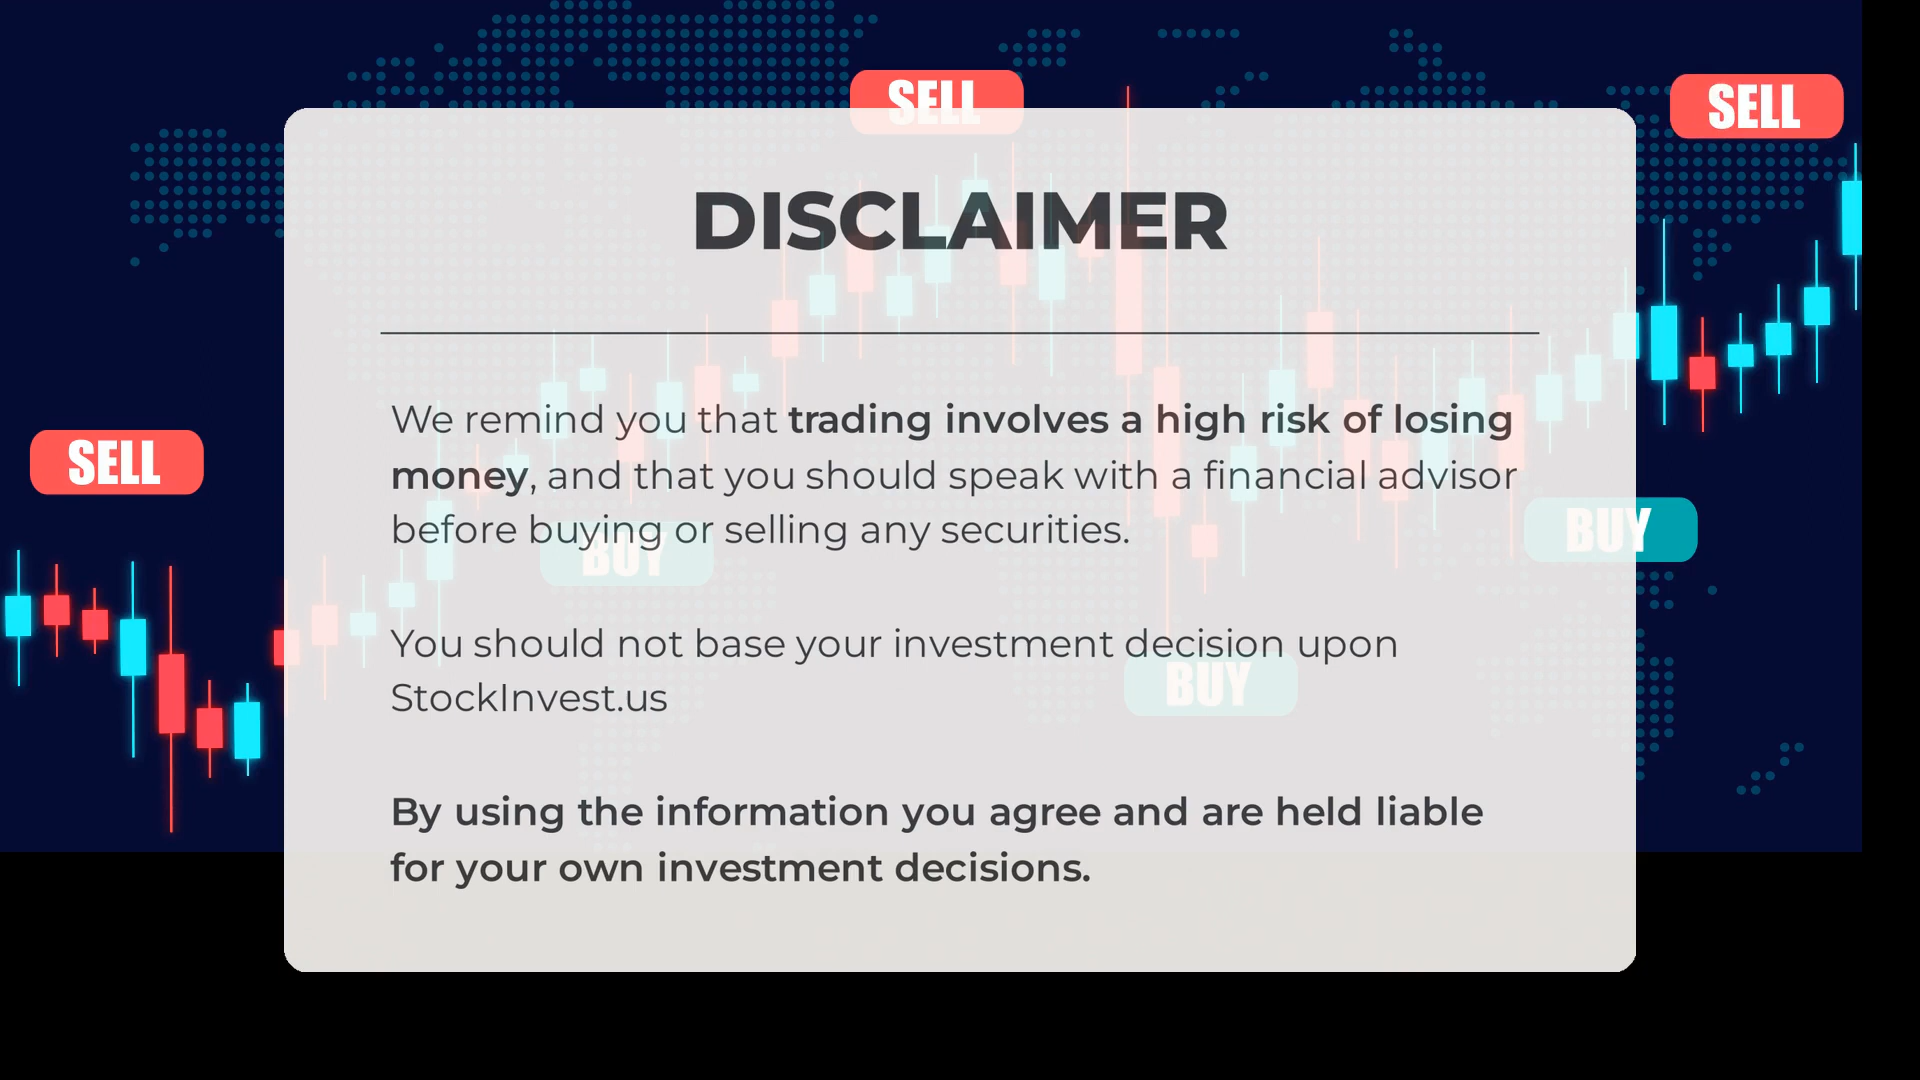 SELL
SELL
DISCLAIMER
We remind you that trading involves a high risk of losing
money, and that you should speak with a financial advisor
before buying or selling any securities.
SELL
BUY
BUY
You should not base your investment decision upon
StockInvest.us
BUY
By using the information you agree and are held liable
for your own investment decisions.